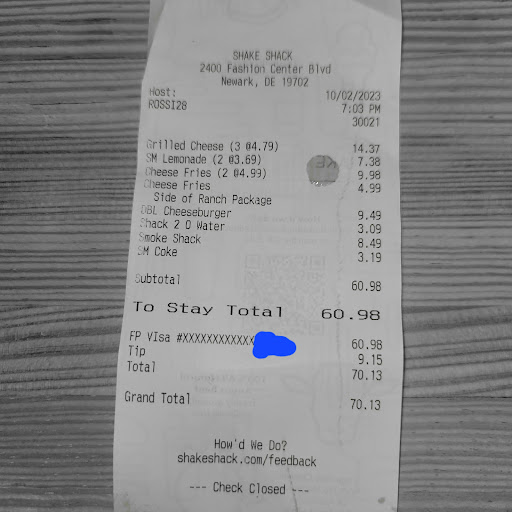 SHAKE SHACK
2400 Fashion Center Blvd
Newark, DE 19702
Host: 10/02/2023
ROSSI28 7:03 PM
30021
Grilled Cheese (3 @4.79) 14.37
SM Lemonade (2 @3.69) 7.38
Cheese Fries (2 @4.99) 9.98
Cheese Fries 4.99
Side of Ranch Package
DBL Cheeseburger 9.49
Shack 2 O Water 3.09
Smoke Shack 8.49
SM Coke 3.19
Subtotal 60.98
To Stay Total 60.98
FP VIsa #XXXXXXXXXXXX 60.98
Tip 9.15
Total 70.13
Grand Total 70.13
How'd We Do?
shakeshack.com/feedback
--- Check Closed ---